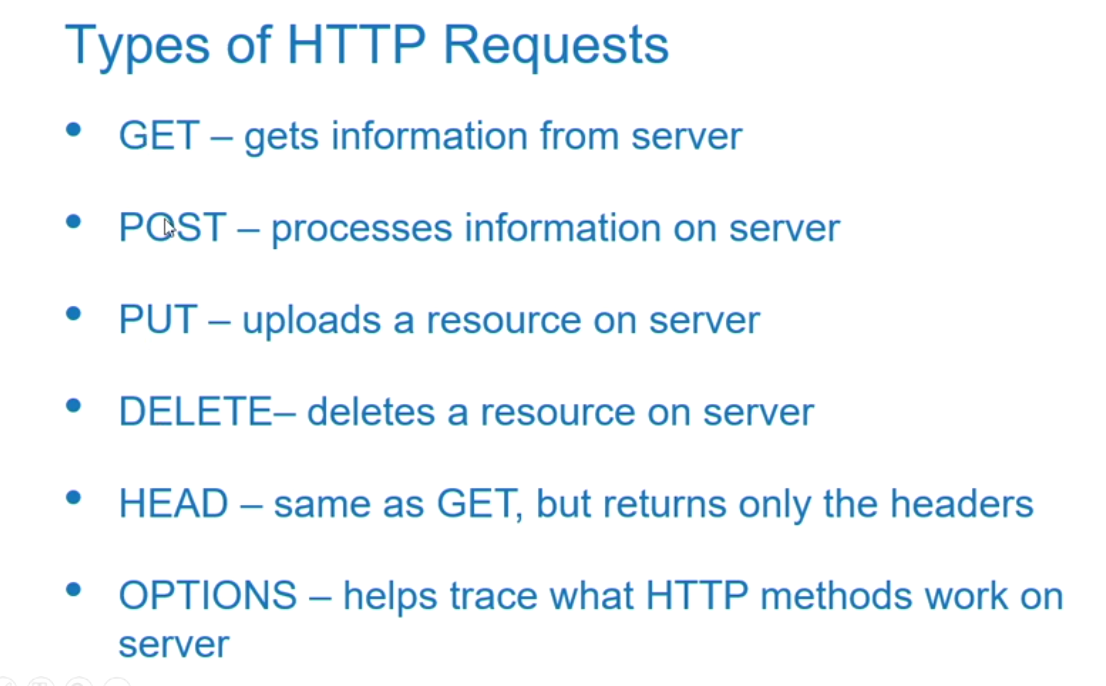 Types of HTTP Requests
• GET – gets information from server
• POST – processes information on server
• PUT – uploads a resource on server
• DELETE– deletes a resource on server
• HEAD – same as GET, but returns only the headers
• OPTIONS – helps trace what HTTP methods work on
server